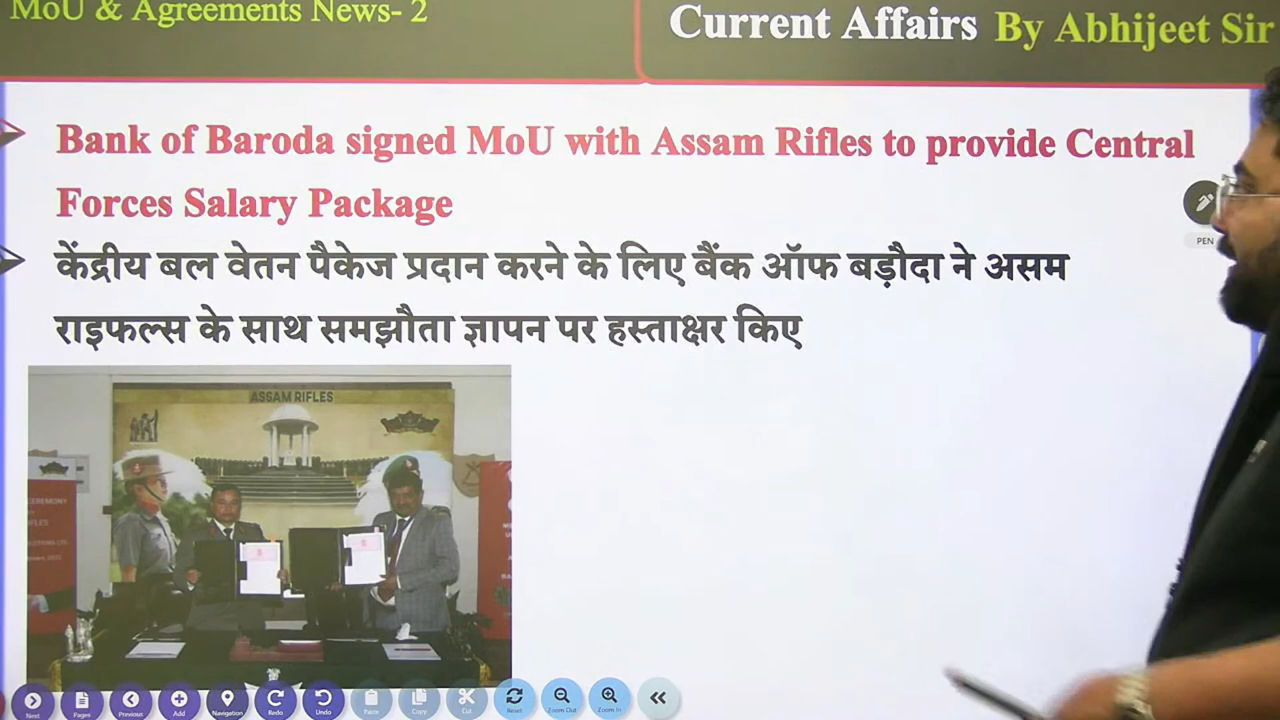 MoU & Agreements News- 2
Current Affairs By Abhijeet Sir
Bank of Baroda signed MoU with Assam Rifles to provide Central
Forces Salary Package
PEN
केंद्रीय बल वेतन पैकेज प्रदान करने के लिए बैंक ऑफ बड़ौदा ने असम
राइफल्स के साथ समझौता ज्ञापन पर हस्ताक्षर किए
ASSAM RIFLES
Next
Pages
Previous
Add
Navigation
Redo
Undo
Paste
Copy
Cut
Reset
Zoom Out
Zoom In